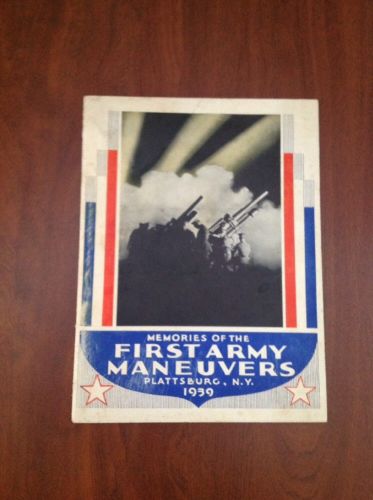 MEMORIES OF THE
FIRST ARMY
MANEUVERS
PLATTSBURG, N.Y.
1939